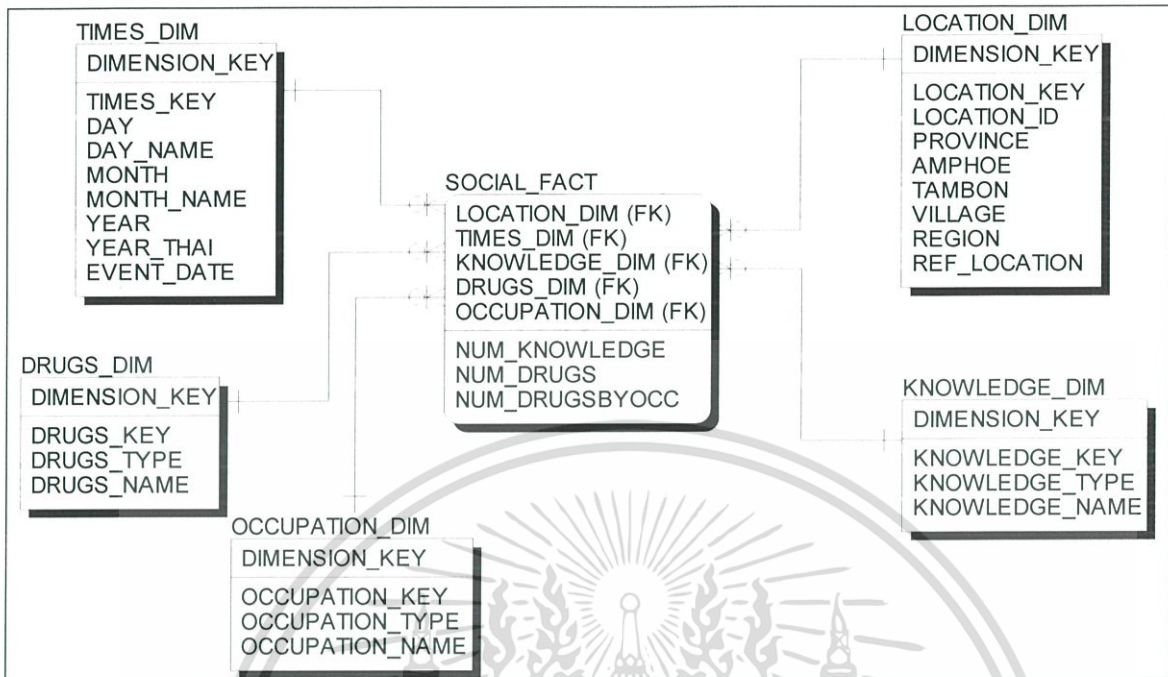 TIMES_DIM
DIMENSION_KEY
TIMES_KEY
DAY
DAY_NAME
MONTH
MONTH_NAME
YEAR
YEAR_THAI
EVENT_DATE
LOCATION_DIM
DIMENSION_KEY
LOCATION_KEY
LOCATION_ID
PROVINCE
AMPHOE
TAMBON
VILLAGE
REGION
REF_LOCATION
SOCIAL_FACT
LOCATION_DIM (FK)
TIMES_DIM (FK)
KNOWLEDGE_DIM (FK)
DRUGS_DIM (FK)
OCCUPATION_DIM (FK)
NUM_KNOWLEDGE
NUM_DRUGS
NUM_DRUGSBYOCC
DRUGS_DIM
DIMENSION_KEY
DRUGS_KEY
DRUGS_TYPE
DRUGS_NAME
KNOWLEDGE_DIM
DIMENSION_KEY
KNOWLEDGE_KEY
KNOWLEDGE_TYPE
KNOWLEDGE_NAME
OCCUPATION_DIM
DIMENSION_KEY
OCCUPATION_KEY
OCCUPATION_TYPE
OCCUPATION_NAME